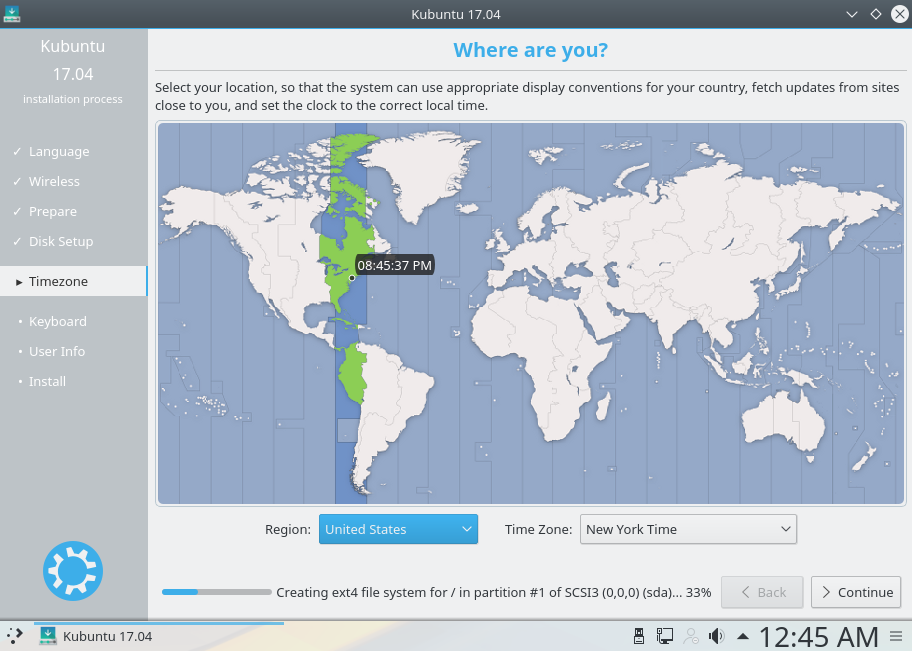 Kubuntu 17.04
Kubuntu
17.04
installation process
✓ Language
✓ Wireless
✓ Prepare
✓ Disk Setup
▸ Timezone
• Keyboard
• User Info
• Install
Where are you?
Select your location, so that the system can use appropriate display conventions for your country, fetch updates from sites
close to you, and set the clock to the correct local time.
08:45:37 PM
Region: United States Time Zone: New York Time
Creating ext4 file system for / in partition #1 of SCSI3 (0,0,0) (sda)... 33% Back Continue
Kubuntu 17.04 12:45 AM